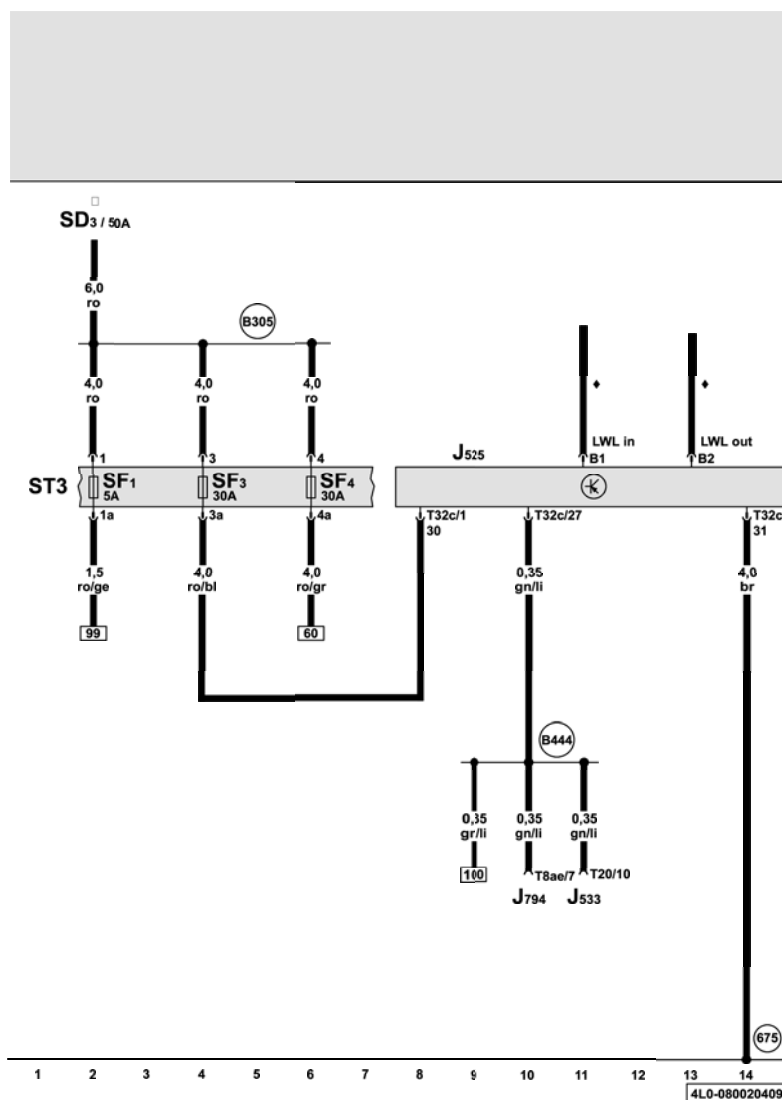 SD3 / 50A
6,0
ro
B305
4,0
ro
4,0
ro
4,0
ro
LWL in
LWL out
1
3
4
J525
B1
B2
ST3
SF1
5A
SF3
30A
SF4
30A
1a
3a
4a
T32c/1
30
T32c/27
T32c
31
1,5
ro/ge
4,0
ro/bl
4,0
ro/gr
0,35
gn/li
4,0
br
99
60
B444
0,35
gr/li
0,35
gn/li
0,35
gn/li
100
T8ae/7
T20/10
J794
J533
675
1 2 3 4 5 6 7 8 9 10 11 12 13 14
4L0-080020409